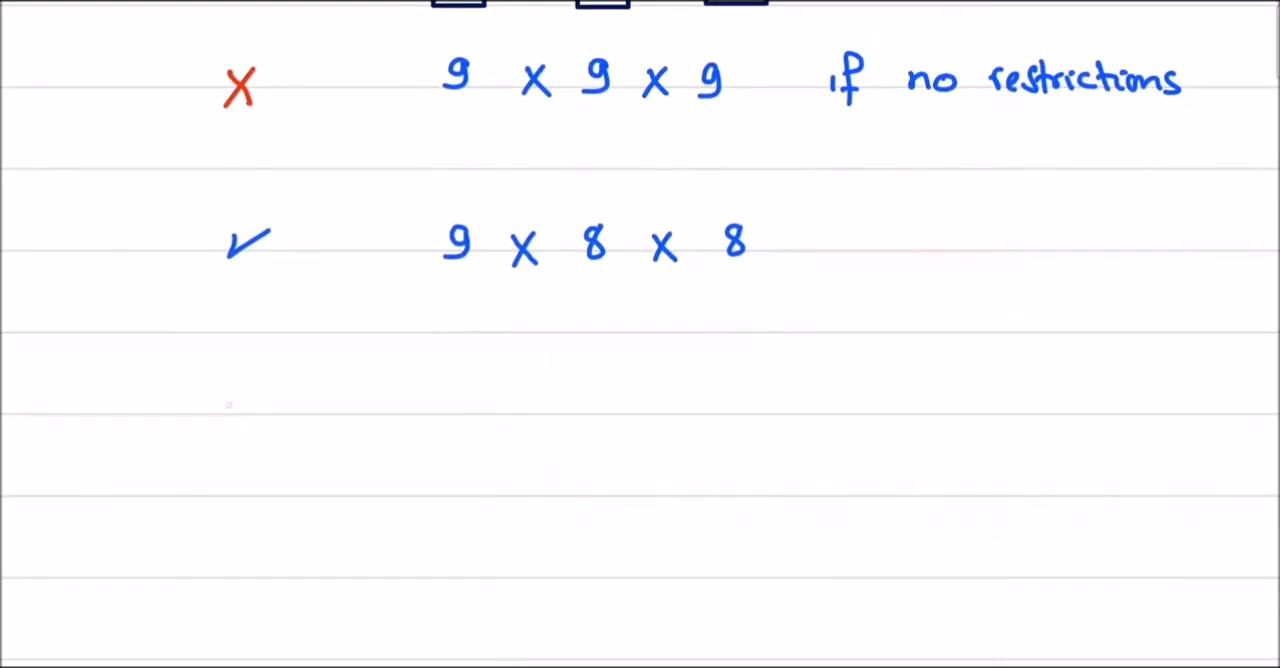 ✗ 9 × 9 × 9 if no restrictions
✓ 9 × 8 × 8